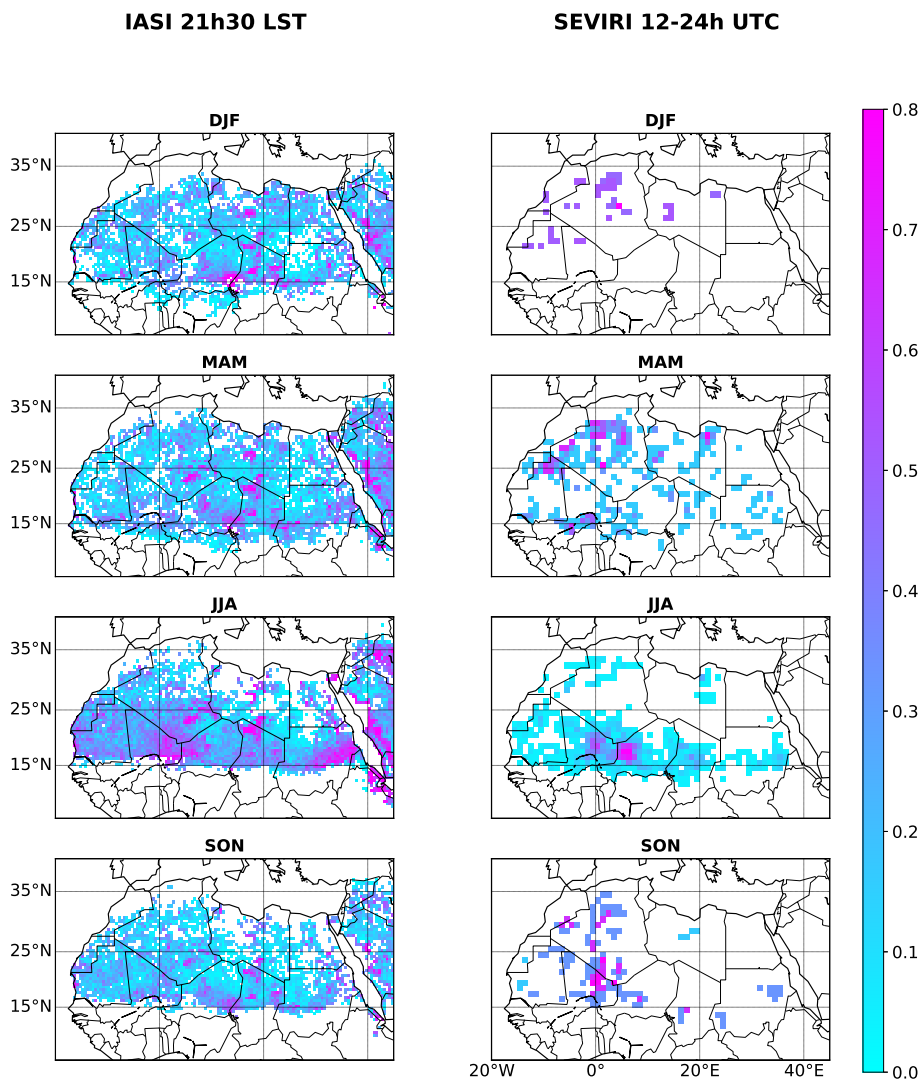 IASI 21h30 LST
SEVIRI 12-24h UTC
DJF
DJF
35°N
25°N
15°N
MAM
MAM
35°N
25°N
15°N
JJA
JJA
35°N
25°N
15°N
SON
SON
35°N
25°N
15°N
20°W
0°
20°E
40°E
0.8
0.7
0.6
0.5
0.4
0.3
0.2
0.1
0.0